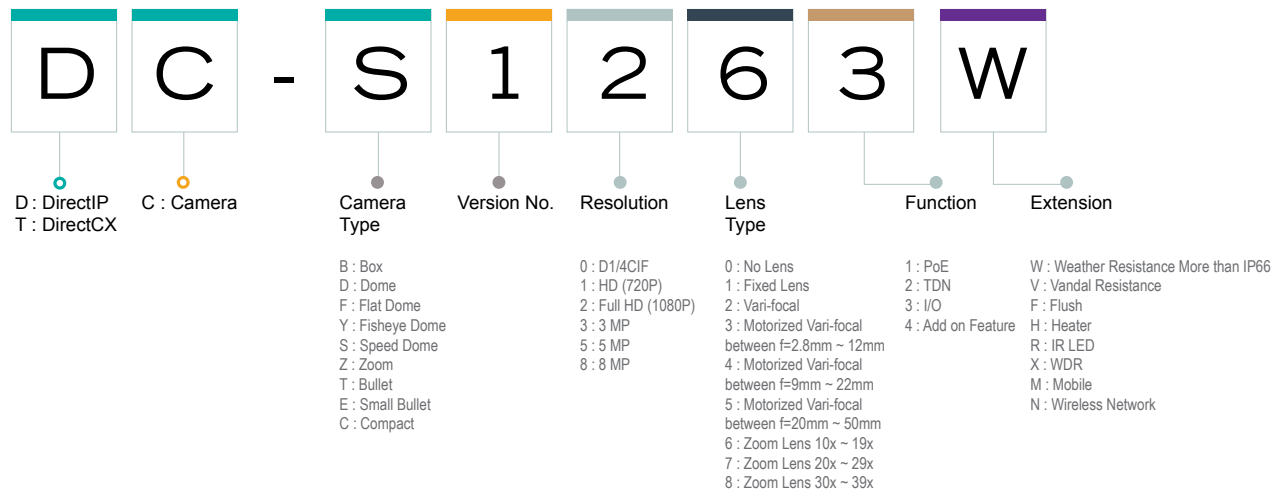 D C - S 1 2 6 3 W
D : DirectIP
T : DirectCX
C : Camera
Camera
Type
B : Box
D : Dome
F : Flat Dome
Y : Fisheye Dome
S : Speed Dome
Z : Zoom
T : Bullet
E : Small Bullet
C : Compact
Version No.
Resolution
0 : D1/4CIF
1 : HD (720P)
2 : Full HD (1080P)
3 : 3 MP
5 : 5 MP
8 : 8 MP
Lens
Type
0 : No Lens
1 : Fixed Lens
2 : Vari-focal
3 : Motorized Vari-focal
between f=2.8mm ~ 12mm
4 : Motorized Vari-focal
between f=9mm ~ 22mm
5 : Motorized Vari-focal
between f=20mm ~ 50mm
6 : Zoom Lens 10x ~ 19x
7 : Zoom Lens 20x ~ 29x
8 : Zoom Lens 30x ~ 39x
Function
1 : PoE
2 : TDN
3 : I/O
4 : Add on Feature
Extension
W : Weather Resistance More than IP66
V : Vandal Resistance
F : Flush
H : Heater
R : IR LED
X : WDR
M : Mobile
N : Wireless Network